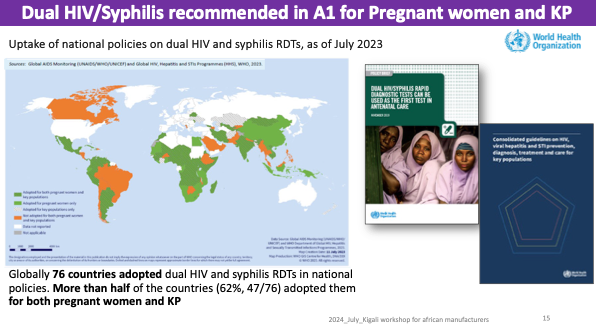 Dual HIV/Syphilis recommended in A1 for Pregnant women and KP
Uptake of national policies on dual HIV and syphilis RDTs, as of July 2023
World Health
Organization
Sources: Global AIDS Monitoring (UNAIDS/WHO/UNICEF) and Global HIV, Hepatitis and STIs Programmes (HHS), WHO, 2023
Adopted for both pregnant women and
key populations
Adopted for pregnant women only
Adopted for key populations only
Not adopted for both pregnant women
and key populations
Data not reported
Not applicable
POLICY BRIEF
DUAL HIV/SYPHILIS RAPID
DIAGNOSTIC TESTS CAN BE
USED AS THE FIRST TEST IN
ANTENATAL CARE
World Health
Organization
Consolidated guidelines on HIV,
viral hepatitis and STI prevention,
diagnosis, treatment and care for
key populations
World Health
Organization
Globally 76 countries adopted dual HIV and syphilis RDTs in national
policies. More than half of the countries (62%, 47/76) adopted them
for both pregnant women and KP
2024_July_Kigali workshop for african manufacturers
15